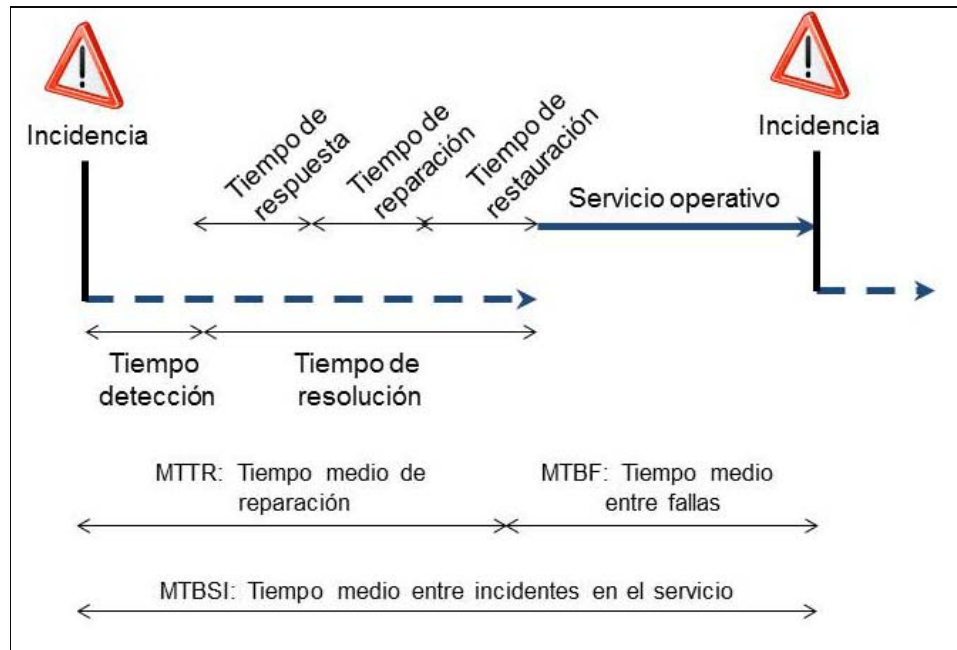 Incidencia
Incidencia
Tiempo de
respuesta
Tiempo de
reparación
Tiempo de
restauración
Servicio operativo
Tiempo
detección
Tiempo de
resolución
MTTR: Tiempo medio de
reparación
MTBF: Tiempo medio
entre fallas
MTBSI: Tiempo medio entre incidentes en el servicio